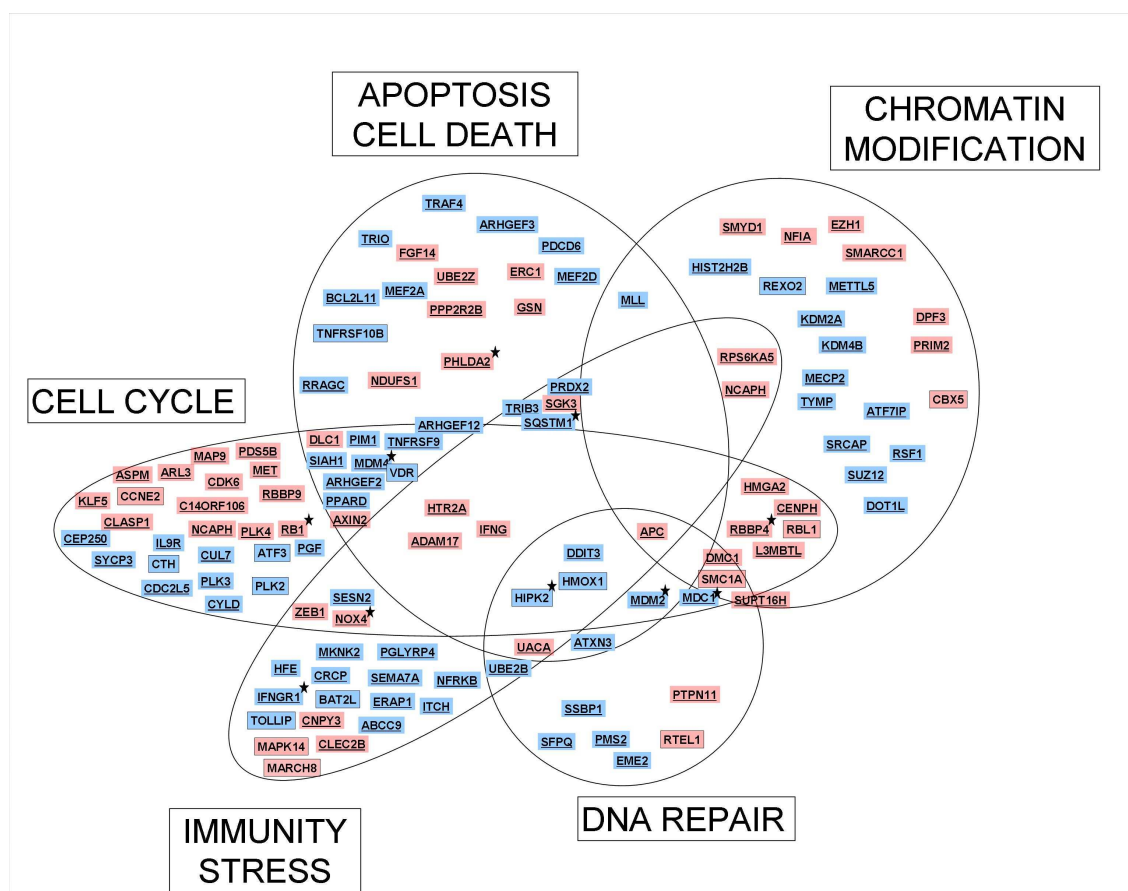 APOPTOSIS
CELL DEATH
CHROMATIN
MODIFICATION
TRAF4
ARHGEF3
TRIO
PDCD6
FGF14
UBE2Z
ERC1
MEF2D
BCL2L11
MEF2A
PPP2R2B
GSN
MLL
TNFRSF10B
PHLDA2
RRAGC
NDUFS1
PRDX2
TRIB3
SGK3
SQSTM1
ARHGEF12
SMYD1
NFIA
EZH1
SMARCC1
HIST2H2B
REXO2
METTL5
KDM2A
DPF3
KDM4B
PRIM2
RPS6KA5
NCAPH
MECP2
TYMP
ATF7IP
CBX5
SRCAP
RSF1
SUZ12
DOT1L
CELL CYCLE
DLC1
PIM1
TNFRSF9
SIAH1
MDM4
VDR
ARHGEF2
PPARD
AXIN2
MAP9
PDS5B
ASPM
ARL3
MET
CDK6
KLF5
CCNE2
RBBP9
C14ORF106
CLASP1
NCAPH
PLK4
RB1
CEP250
IL9R
CUL7
ATF3
PGF
SYCP3
CTH
CDC2L5
PLK3
PLK2
CYLD
HTR2A
IFNG
ADAM17
APC
HMGA2
CENPH
RBBP4
RBL1
L3MBTL
DMC1
SMC1A
SUPT16H
DDIT3
HMOX1
HIPK2
MDM2
MDC1
SESN2
ZEB1
NOX4
UACA
ATXN3
UBE2B
MKNK2
PGLYRP4
HFE
CRCP
SEMA7A
NFRKB
IFNGR1
BAT2L
ERAP1
ITCH
TOLLIP
CNPY3
ABCC9
MAPK14
CLEC2B
MARCH8
PTPN11
SSBP1
SFPQ
PMS2
RTEL1
EME2
IMMUNITY
STRESS
DNA REPAIR